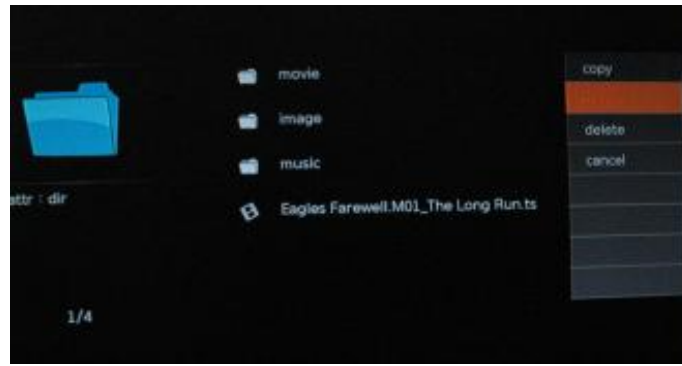 movie
image
music
Eagles Farewell.M01_The Long Run.ts
attr : dir
1/4
copy
delete
cancel